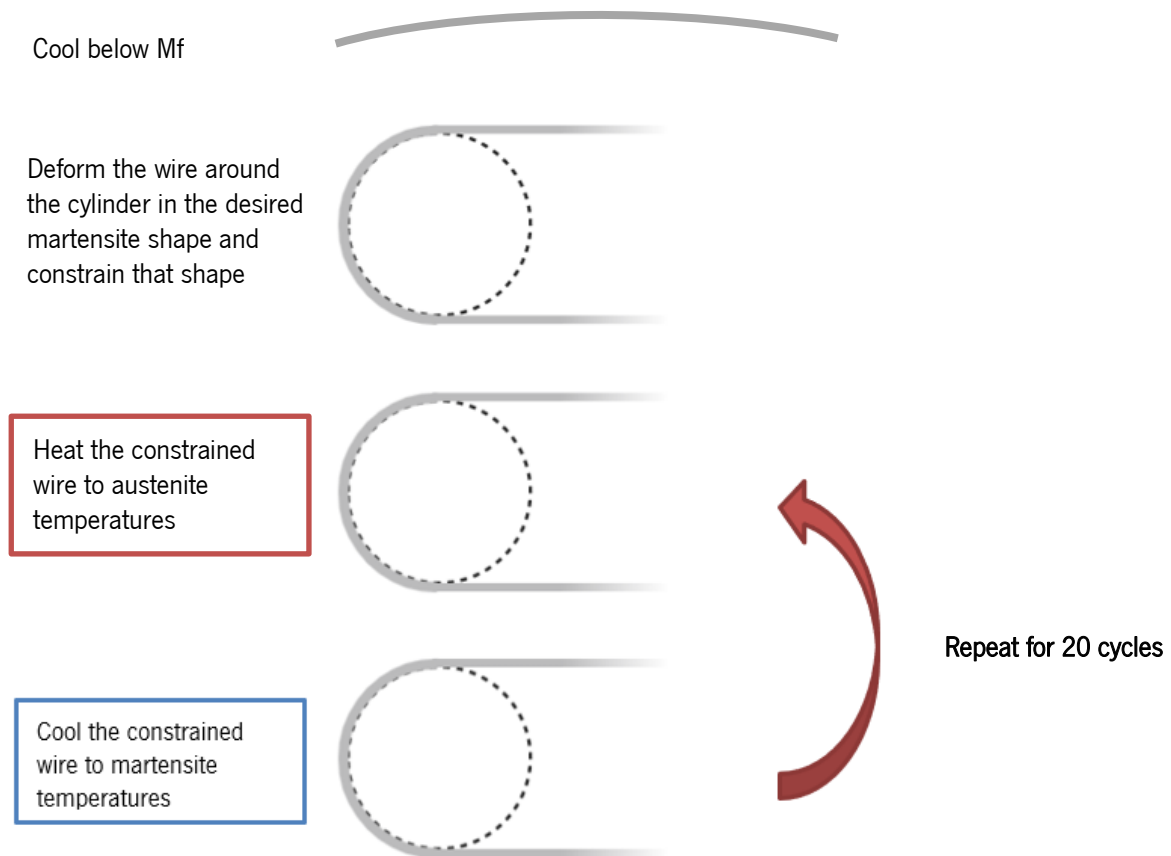 Cool below Mf
Deform the wire around
the cylinder in the desired
martensite shape and
constrain that shape
Heat the constrained
wire to austenite
temperatures
Repeat for 20 cycles
Cool the constrained
wire to martensite
temperatures